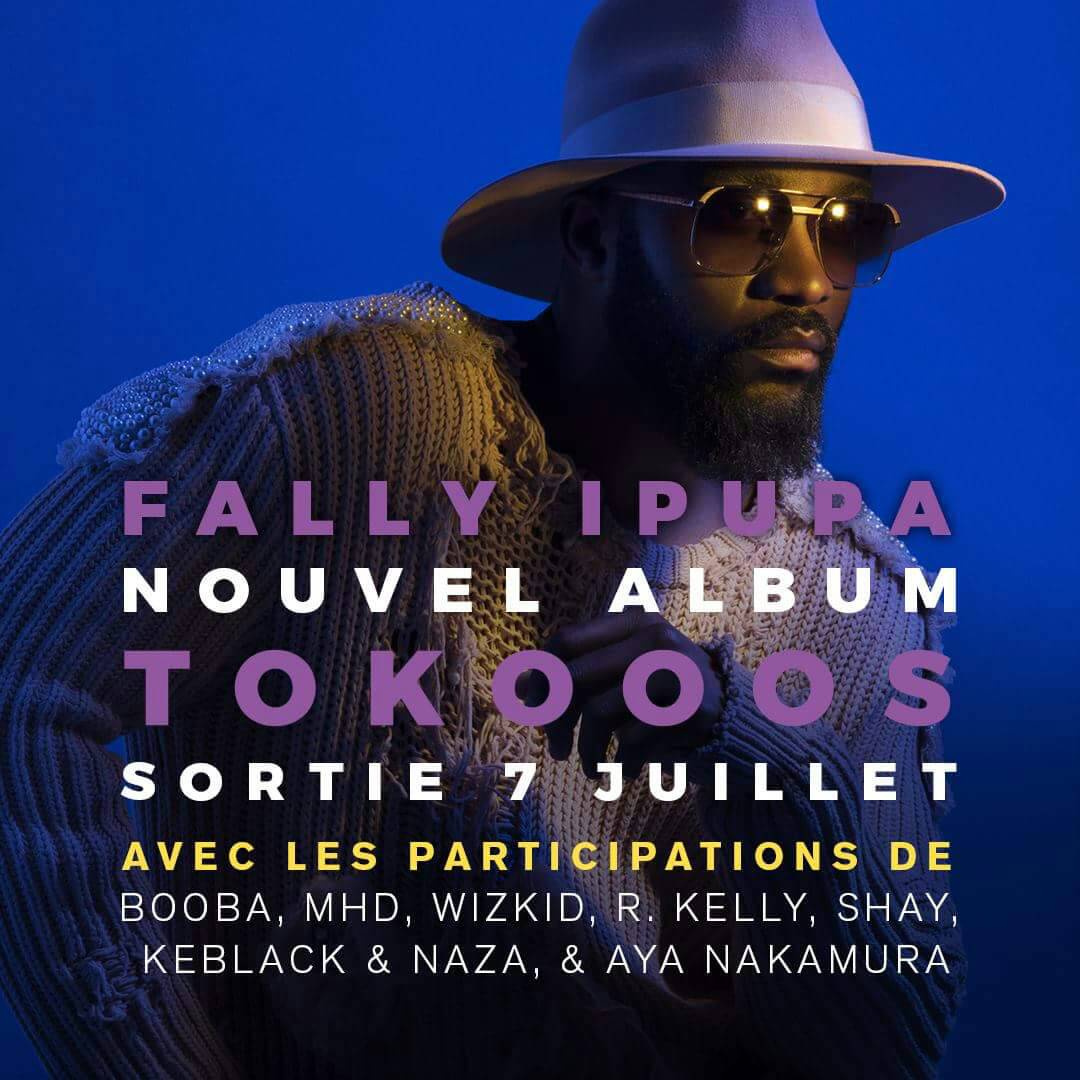 FALLY IPUPA
NOUVEL ALBUM
TOKOOOS
SORTIE 7 JUILLET
AVEC LES PARTICIPATIONS DE
BOOBA, MHD, WIZKID, R. KELLY, SHAY,
KEBLACK & NAZA, & AYA NAKAMURA